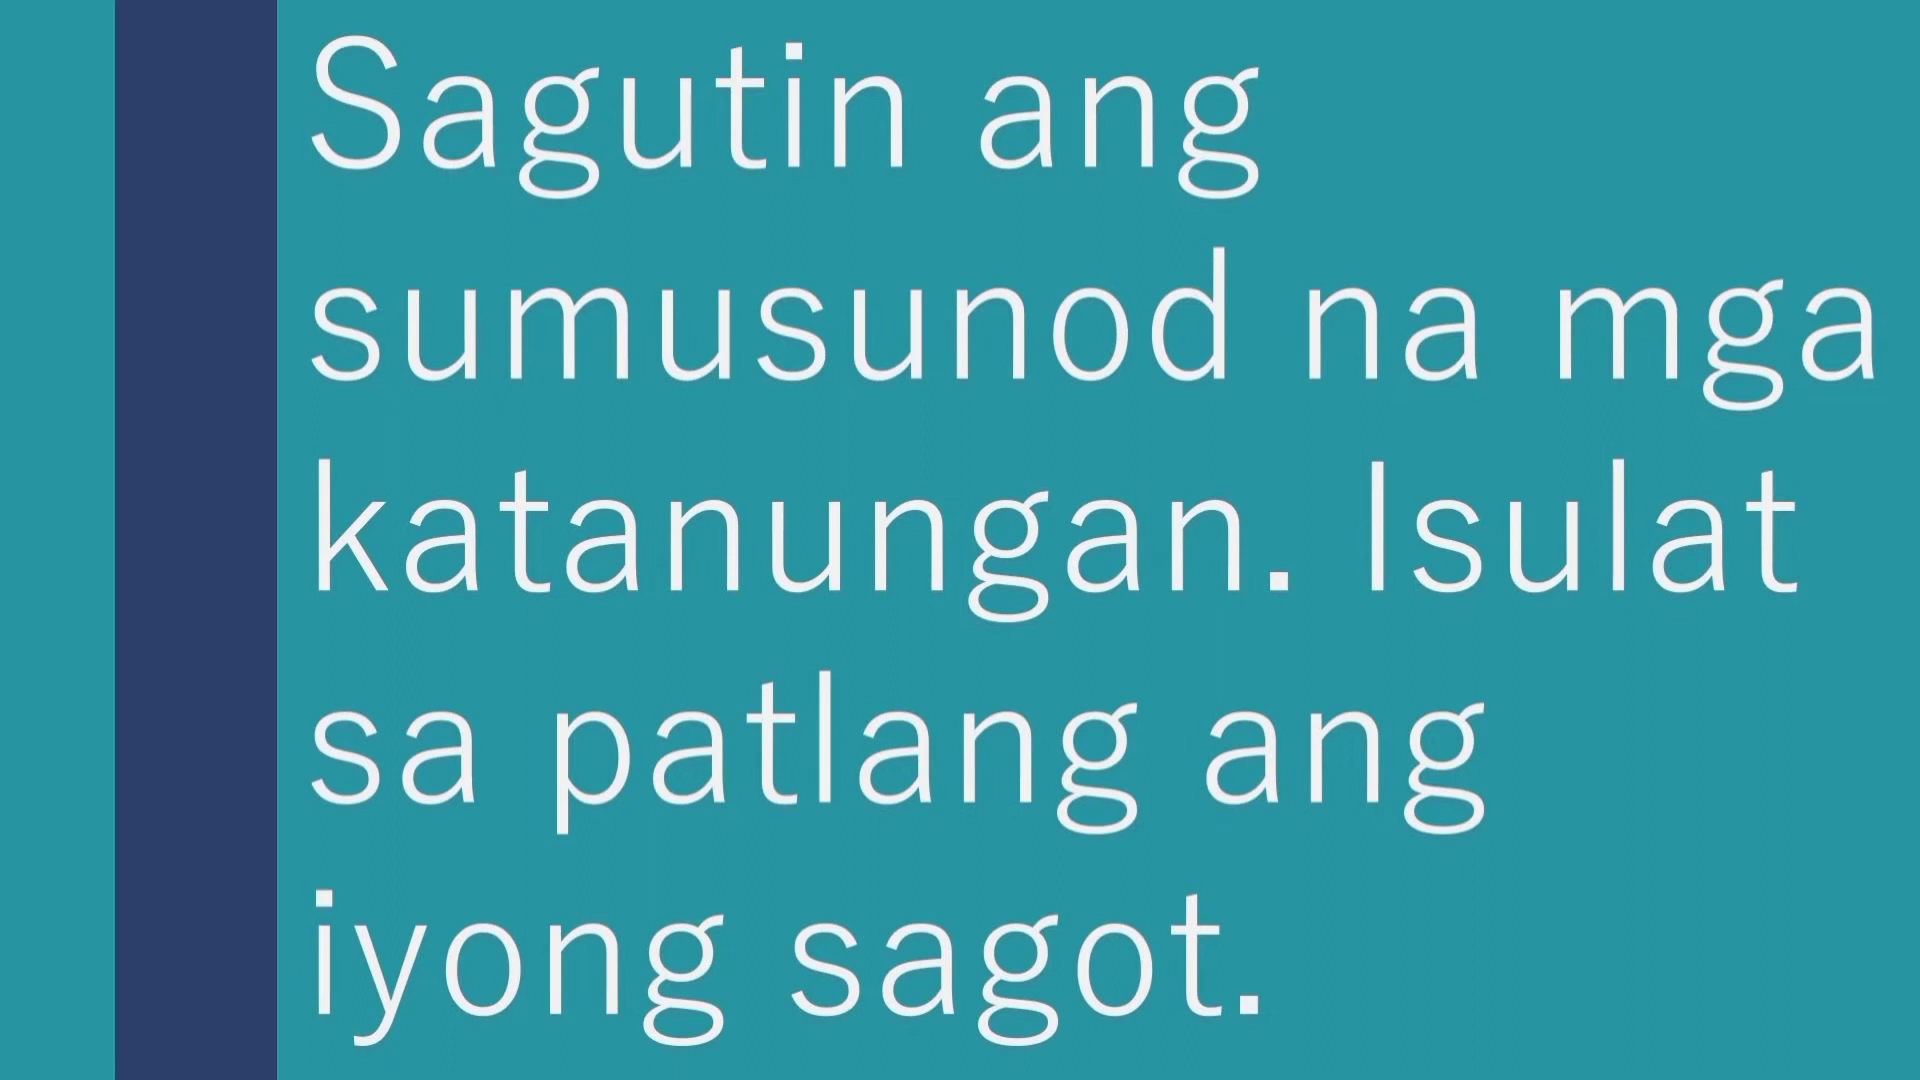 Sagutin ang
sumusunod na mga
katanungan. Isulat
sa patlang ang
iyong sagot.